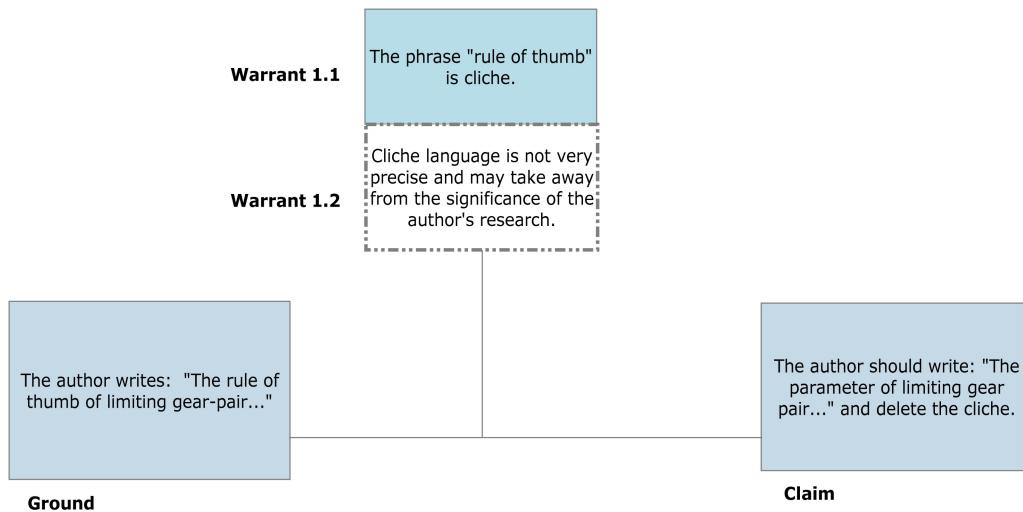 The phrase "rule of thumb"
is cliche.
Warrant 1.1
Cliche language is not very
precise and may take away
from the significance of the
author's research.
Warrant 1.2
The author writes:  "The rule of
thumb of limiting gear-pair..."
Ground
The author should write: "The
parameter of limiting gear
pair..." and delete the cliche.
Claim